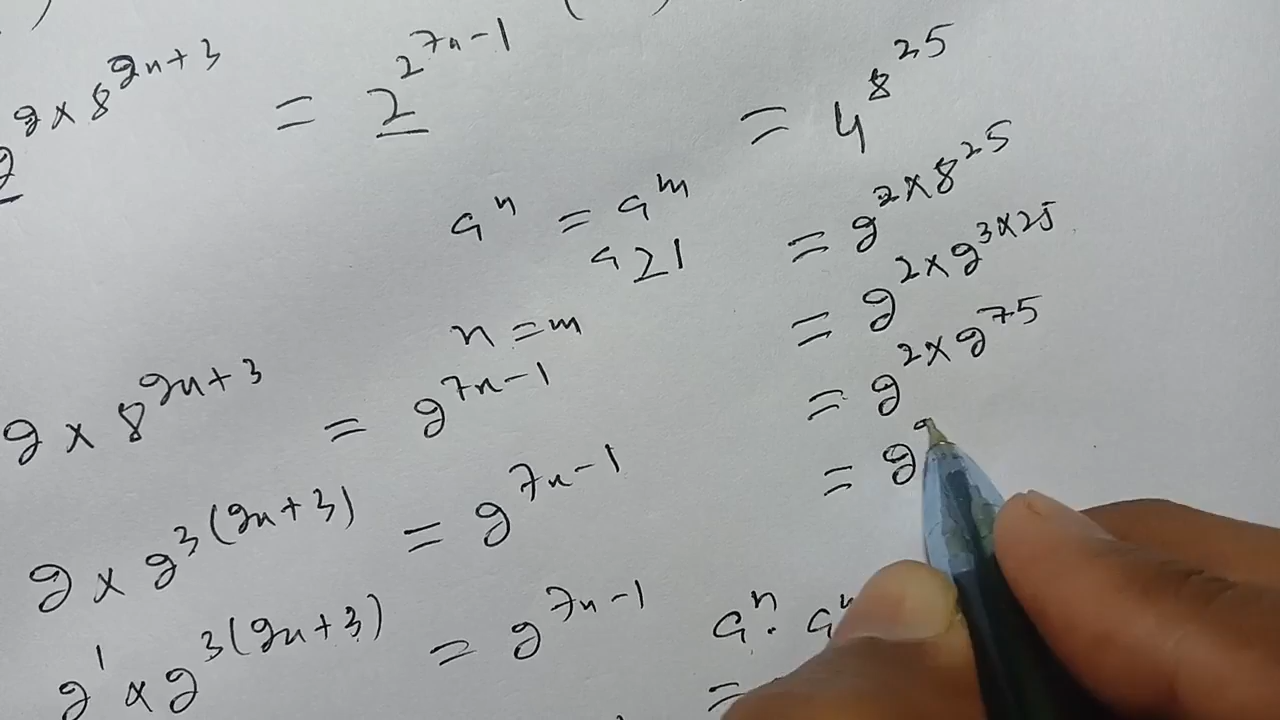 2^{2 × 8^{2n+3}} = 2^{2^{7n-1}}
a^n = a^m
a ≥ 1
n = m
2 × 8^{2n+3} = 2^{7n-1}
2 × 2^{3(2n+3)} = 2^{7n-1}
2^1 × 2^{3(2n+3)} = 2^{7n-1}
= 4^{8^{25}}
= 2^{2 × 8^{25}}
= 2^{2 × 2^{3×25}}
= 2^{2 × 2^{75}}
= 2
a^n . a
=